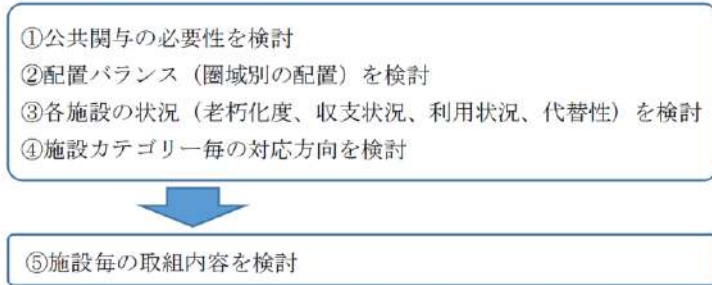 ①公共関与の必要性を検討
②配置バランス（圏域別の配置）を検討
③各施設の状況（老朽化度、収支状況、利用状況、代替性）を検討
④施設カテゴリー毎の対応方向を検討
⑤施設毎の取組内容を検討